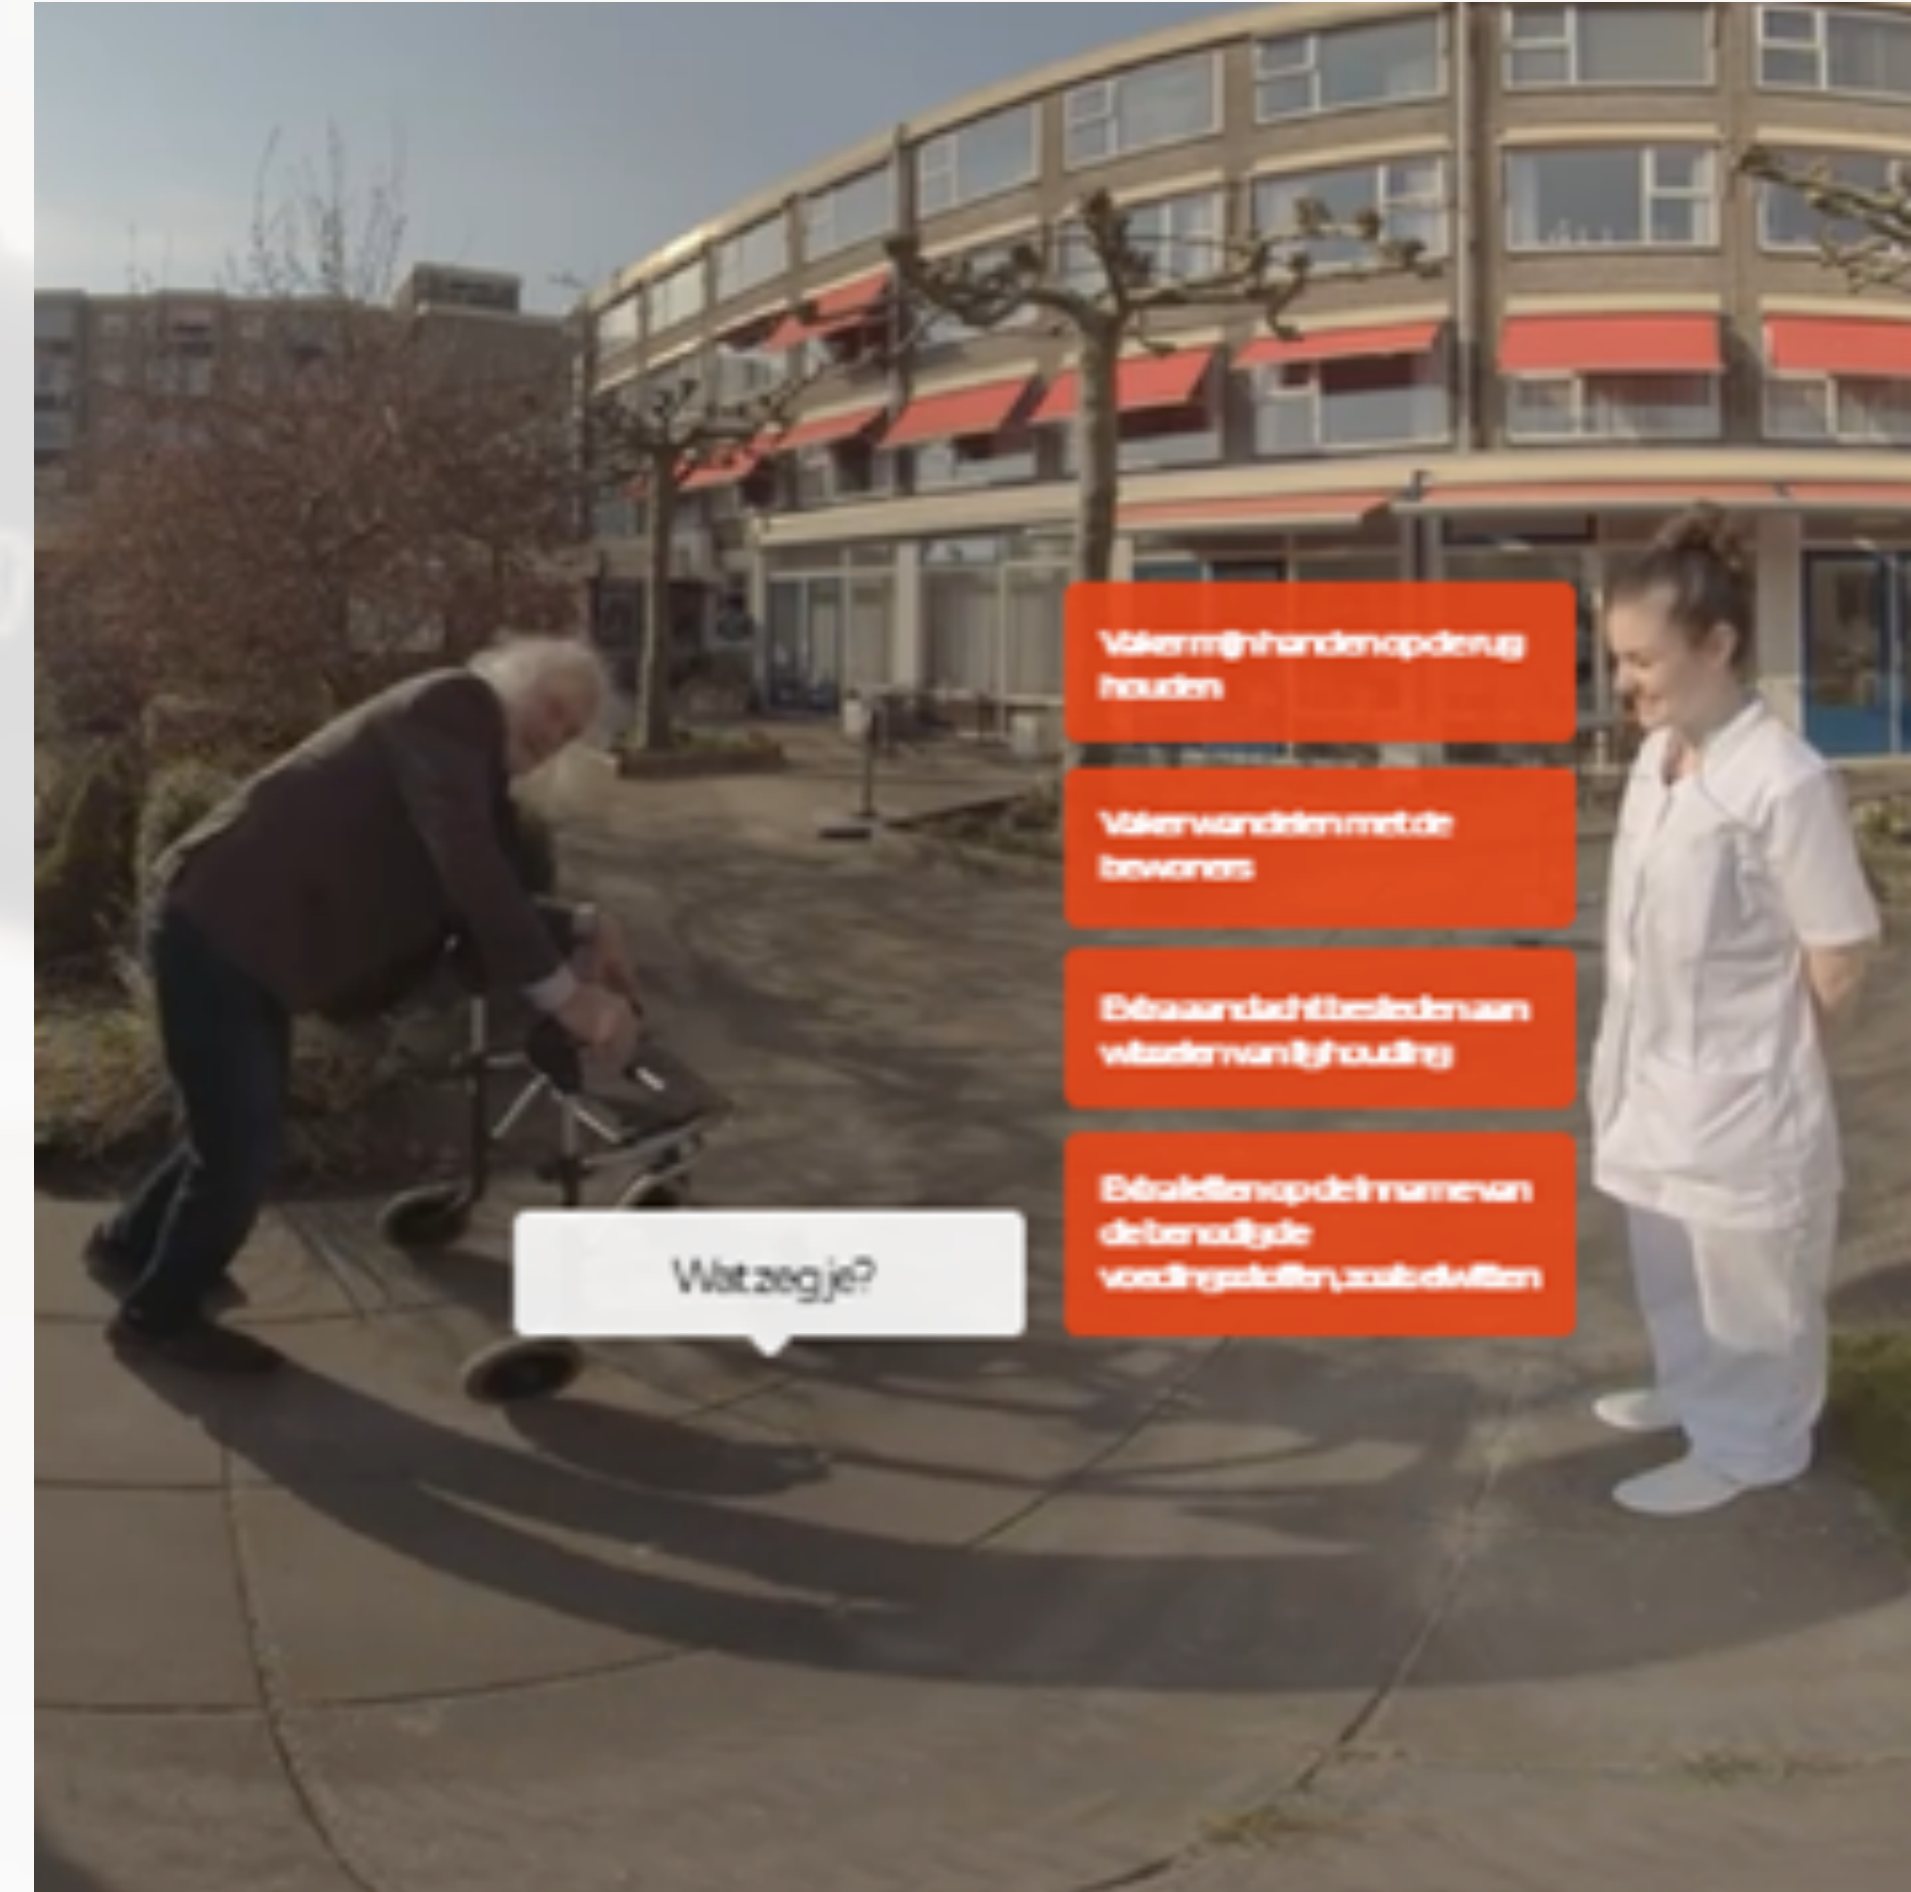 Vaker mijn handen op de rug
houden
Vaker wandelen met de
bewoners
Extra aandacht besteden aan
wisselen van lighouding
Extra letten op de inname van
de benodigde
voedingsstoffen, zoals eiwitten
Wat zeg je?